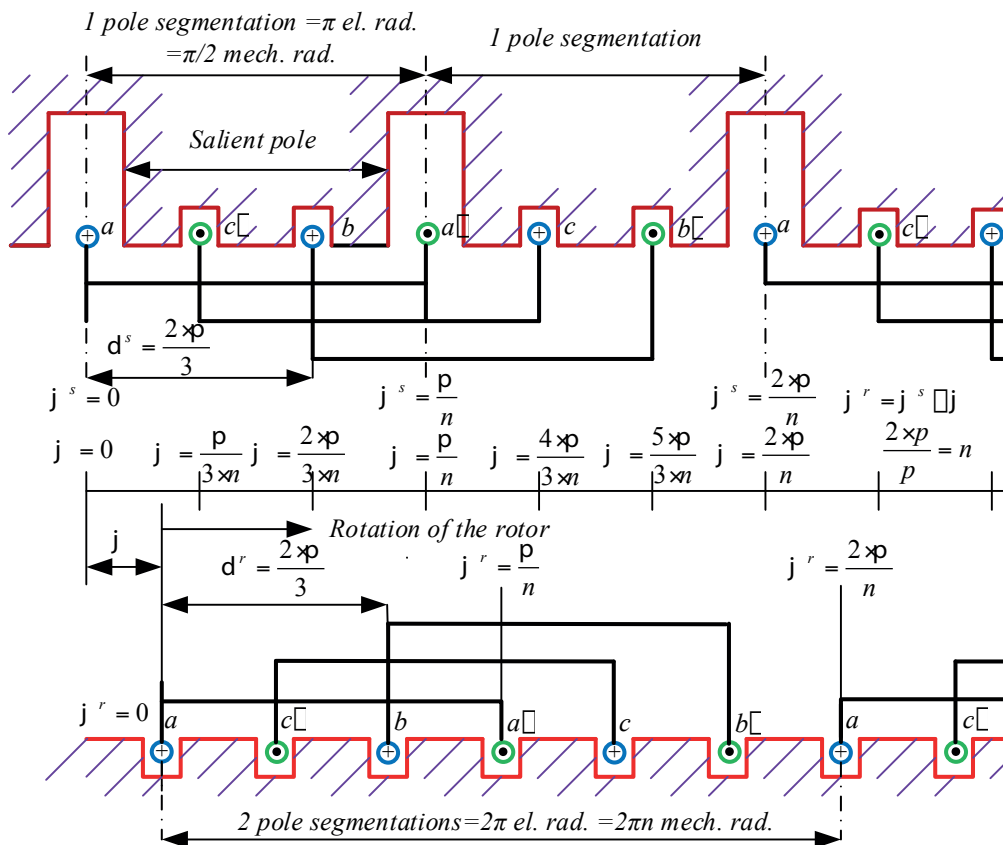 1 pole segmentation =π el. rad.
=π/2 mech. rad.
1 pole segmentation
Salient pole
a c□ b a□ c b□ a c□
d^s = 2×p/3
j^s = 0
j^s = p/n
j^s = 2×p/n
j^r = j^s □ j
j = 0
j = p/3×n
j = 2×p/3×n
j = p/n
j = 4×p/3×n
j = 5×p/3×n
j = 2×p/n
2×p/p = n
j
Rotation of the rotor
d^r = 2×p/3
j^r = p/n
j^r = 2×p/n
j^r = 0
a c□ b a□ c b□ a c□
2 pole segmentations=2π el. rad. =2πn mech. rad.